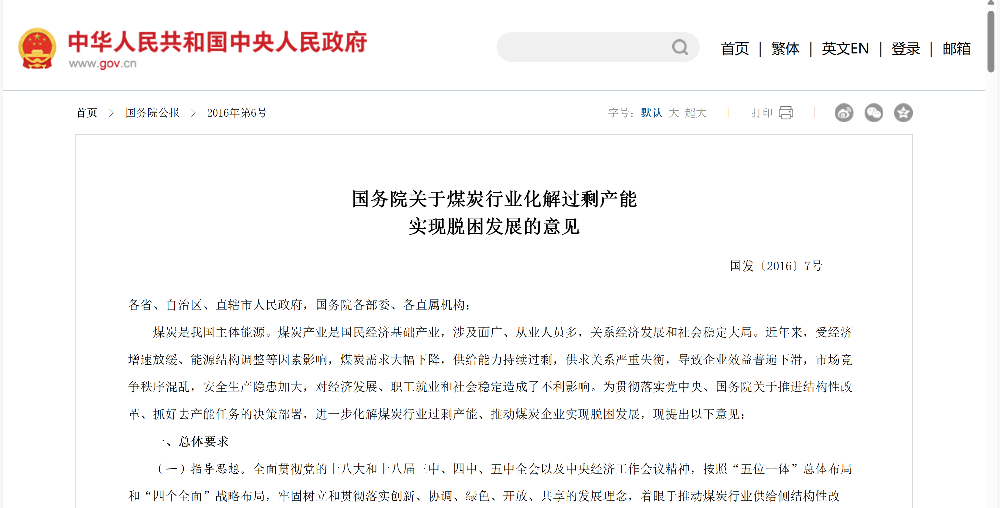 中华人民共和国中央人民政府
www.gov.cn
首页 | 繁体 | 英文EN | 登录 | 邮箱
首页 > 国务院公报 > 2016年第6号
字号：默认 大 超大 | 打印 |
国务院关于煤炭行业化解过剩产能
实现脱困发展的意见
国发〔2016〕7号
各省、自治区、直辖市人民政府，国务院各部委、各直属机构：
煤炭是我国主体能源。煤炭产业是国民经济基础产业，涉及面广、从业人员多，关系经济发展和社会稳定大局。近年来，受经济
增速放缓、能源结构调整等因素影响，煤炭需求大幅下降，供给能力持续过剩，供求关系严重失衡，导致企业效益普遍下滑，市场竞
争秩序混乱，安全生产隐患加大，对经济发展、职工就业和社会稳定造成了不利影响。为贯彻落实党中央、国务院关于推进结构性改
革、抓好去产能任务的决策部署，进一步化解煤炭行业过剩产能、推动煤炭企业实现脱困发展，现提出以下意见：
一、总体要求
（一）指导思想。全面贯彻党的十八大和十八届三中、四中、五中全会以及中央经济工作会议精神，按照“五位一体”总体布局
和“四个全面”战略布局，牢固树立和贯彻落实创新、协调、绿色、开放、共享的发展理念，着眼于推动煤炭行业供给侧结构性改